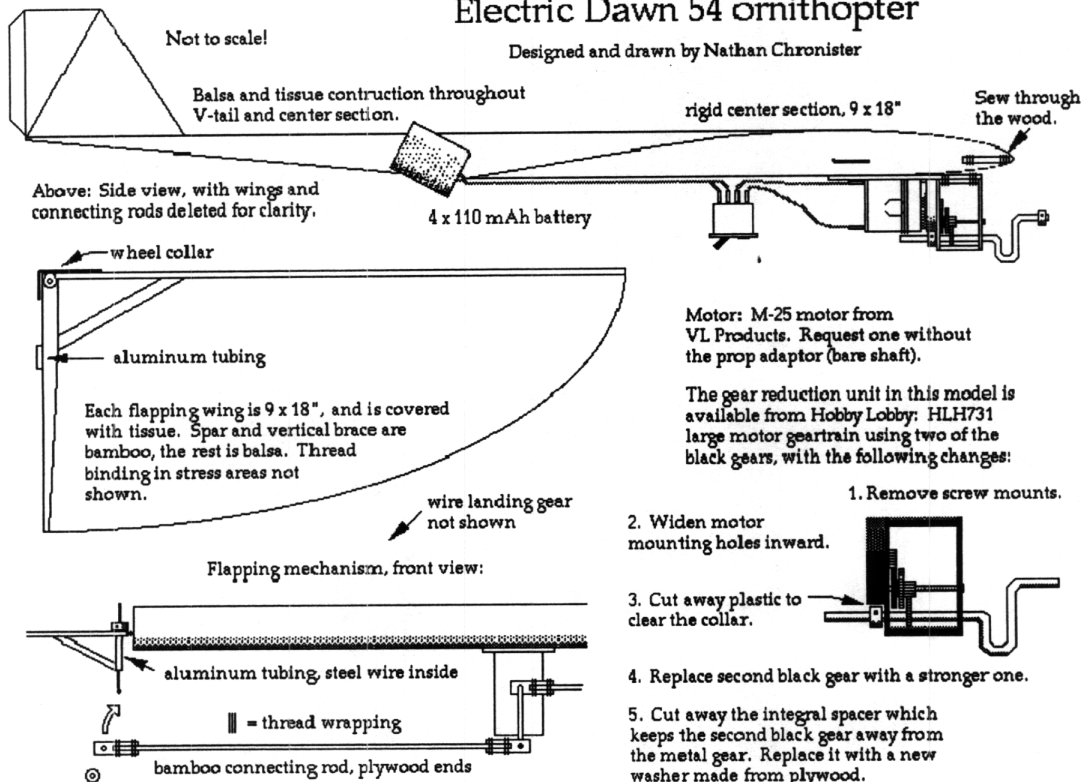 Electric Dawn 54 ornithopter
Designed and drawn by Nathan Chronister
Not to scale!
Balsa and tissue contruction throughout
V-tail and center section.
rigid center section, 9 x 18"
Sew through
the wood.
Above: Side view, with wings and
connecting rods deleted for clarity.
4 x 110 mAh battery
wheel collar
aluminum tubing
Each flapping wing is 9 x 18", and is covered
with tissue. Spar and vertical brace are
bamboo, the rest is balsa. Thread
binding in stress areas not
shown.
Motor: M-25 motor from
VL Products. Request one without
the prop adaptor (bare shaft).
The gear reduction unit in this model is
available from Hobby Lobby: HLH731
large motor geartrain using two of the
black gears, with the following changes:
wire landing gear
not shown
Flapping mechanism, front view:
aluminum tubing, steel wire inside
= thread wrapping
bamboo connecting rod, plywood ends
1. Remove screw mounts.
2. Widen motor
mounting holes inward.
3. Cut away plastic to
clear the collar.
4. Replace second black gear with a stronger one.
5. Cut away the integral spacer which
keeps the second black gear away from
the metal gear. Replace it with a new
washer made from plywood.